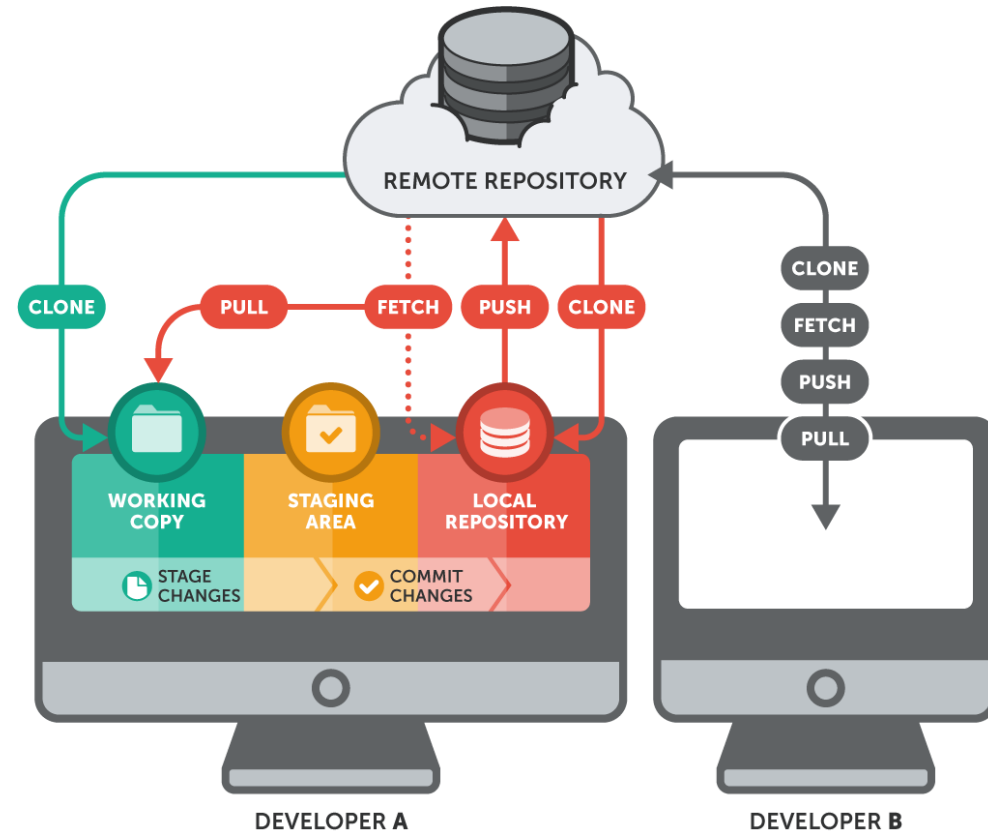 REMOTE REPOSITORY
CLONE
PULL
FETCH
PUSH
CLONE
CLONE
FETCH
PUSH
PULL
WORKING
COPY
STAGING
AREA
LOCAL
REPOSITORY
STAGE
CHANGES
COMMIT
CHANGES
DEVELOPER A
DEVELOPER B